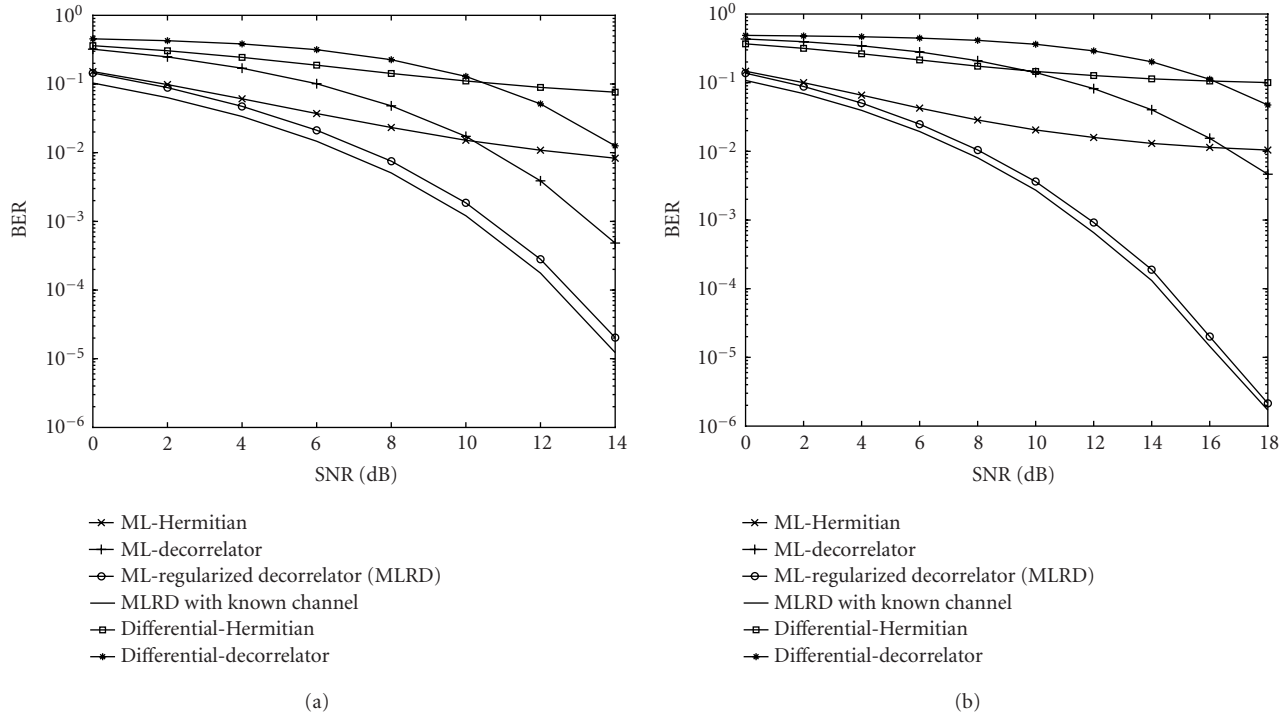 10^0
10^-1
10^-2
10^-3
10^-4
10^-5
10^-6
BER
0 2 4 6 8 10 12 14
SNR (dB)
ML-Hermitian
ML-decorrelator
ML-regularized decorrelator (MLRD)
MLRD with known channel
Differential-Hermitian
Differential-decorrelator
(a)
10^0
10^-1
10^-2
10^-3
10^-4
10^-5
10^-6
BER
0 2 4 6 8 10 12 14 16 18
SNR (dB)
ML-Hermitian
ML-decorrelator
ML-regularized decorrelator (MLRD)
MLRD with known channel
Differential-Hermitian
Differential-decorrelator
(b)